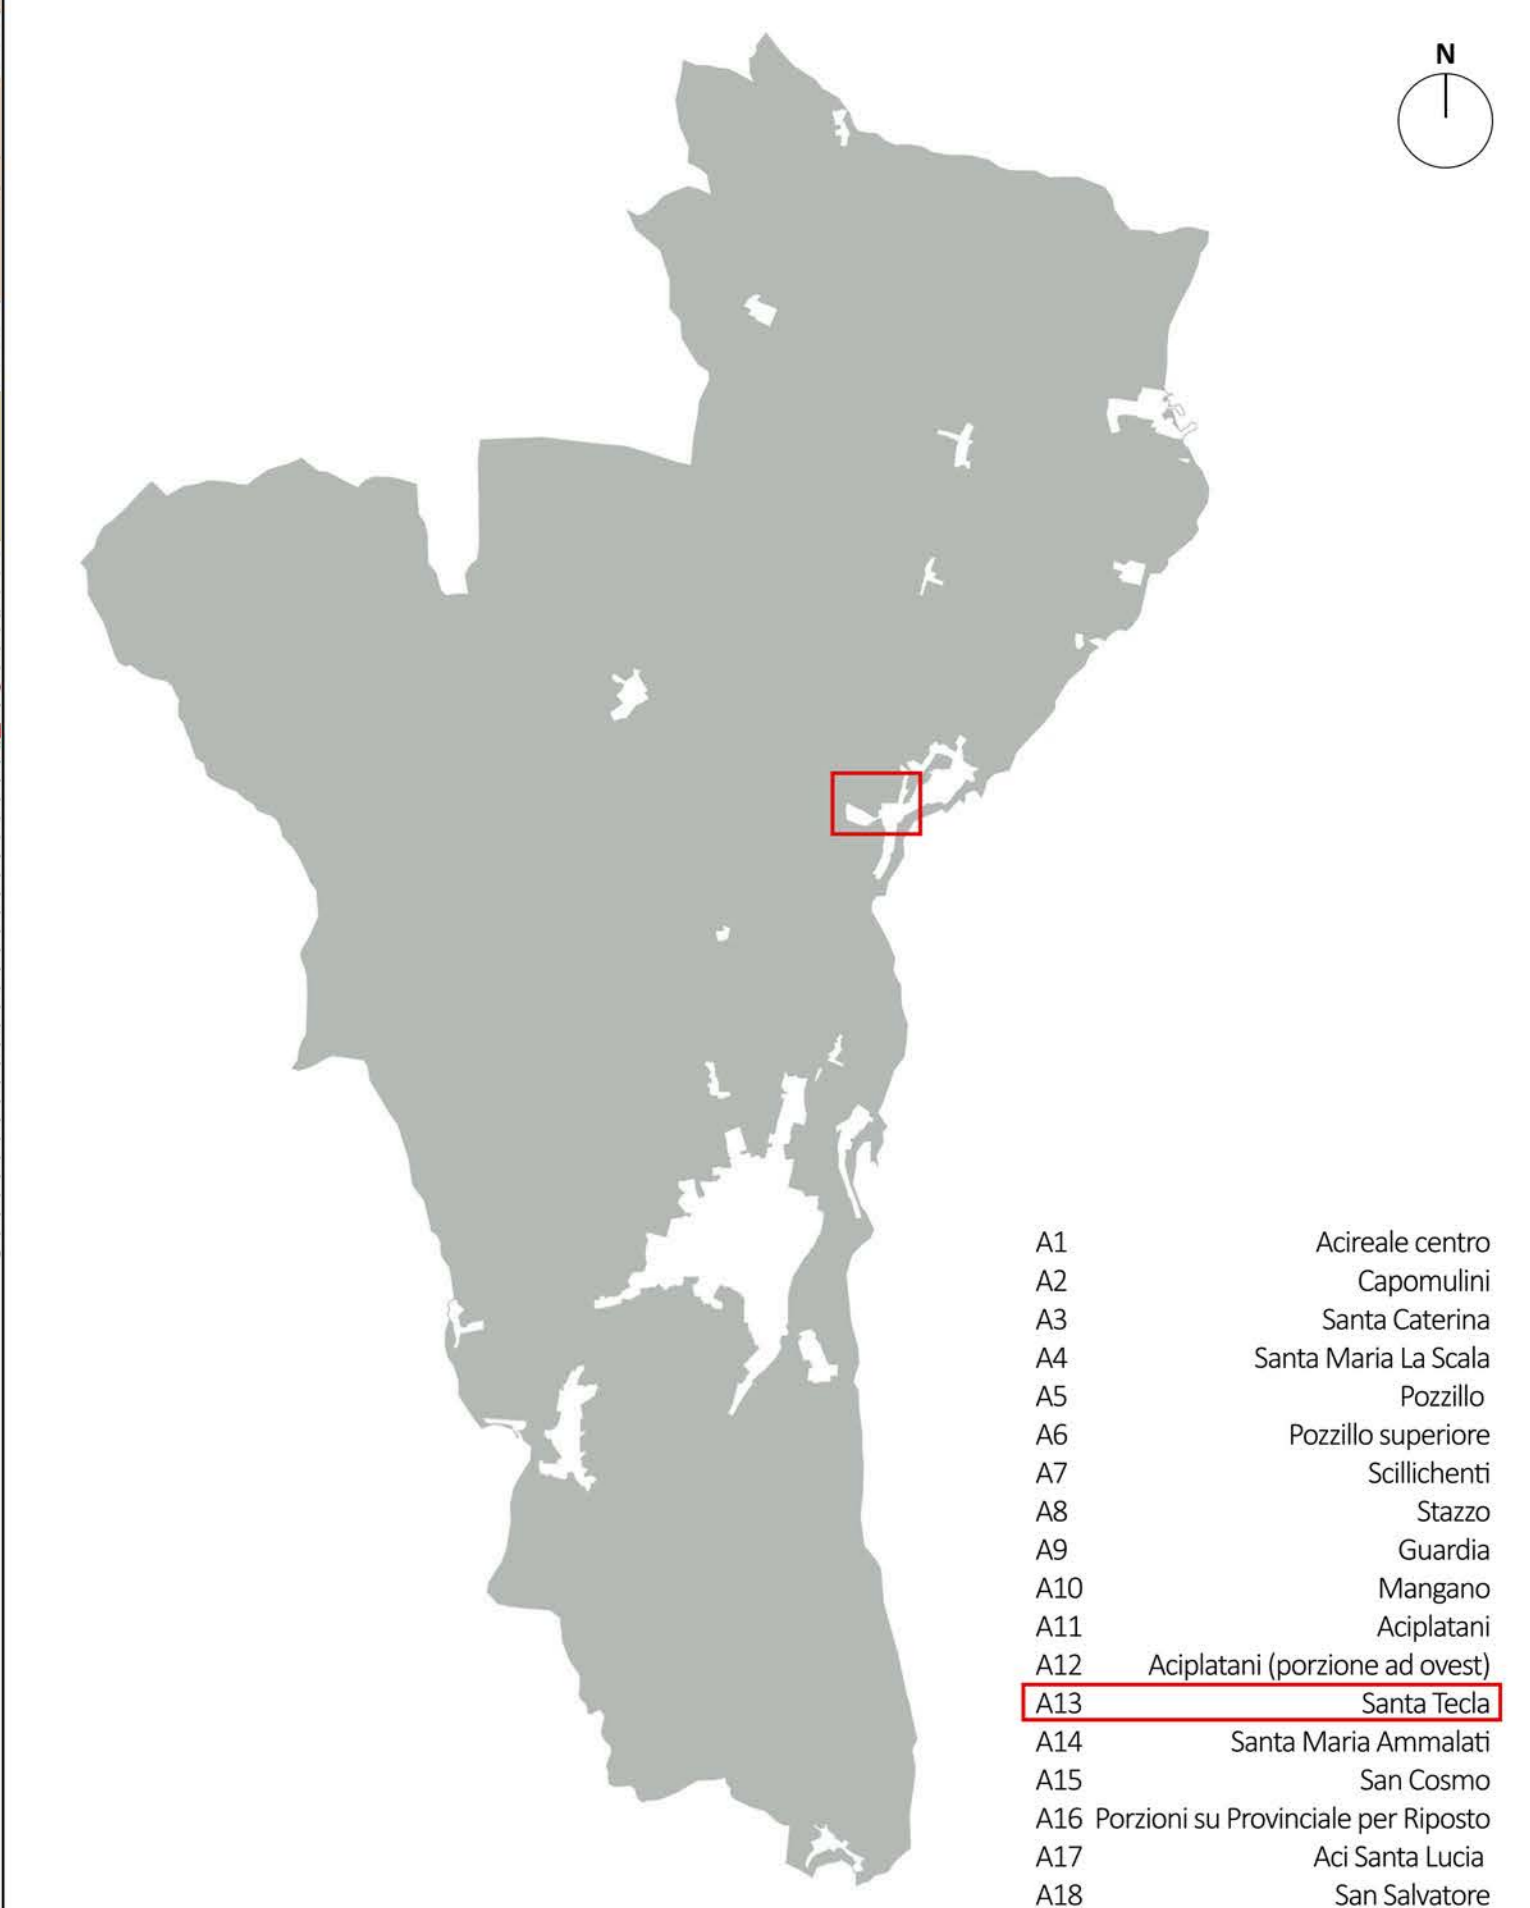 N
A1 Acireale centro
A2 Capomulini
A3 Santa Caterina
A4 Santa Maria La Scala
A5 Pozzillo
A6 Pozzillo superiore
A7 Scillichenti
A8 Stazzo
A9 Guardia
A10 Mangano
A11 Aciplatani
A12 Aciplatani (porzione ad ovest)
A13 Santa Tecla
A14 Santa Maria Ammalati
A15 San Cosmo
A16 Porzioni su Provinciale per Riposto
A17 Aci Santa Lucia
A18 San Salvatore